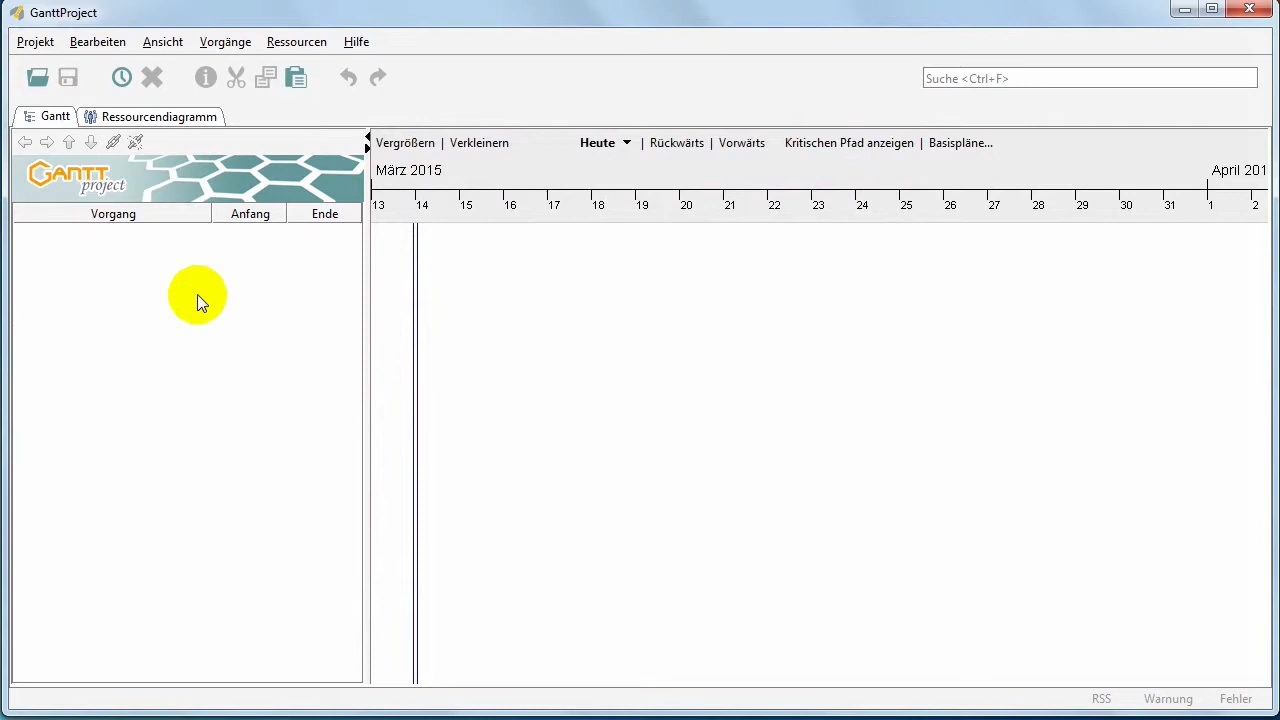 GanttProject
Projekt Bearbeiten Ansicht Vorgänge Ressourcen Hilfe
Suche <Ctrl+F>
Gantt Ressourcendiagramm
Vergrößern | Verkleinern Heute | Rückwärts | Vorwärts Kritischen Pfad anzeigen | Basispläne...
GANTT project
März 2015 April 201
Vorgang Anfang Ende
13 14 15 16 17 18 19 20 21 22 23 24 25 26 27 28 29 30 31 1 2
RSS Warnung Fehler